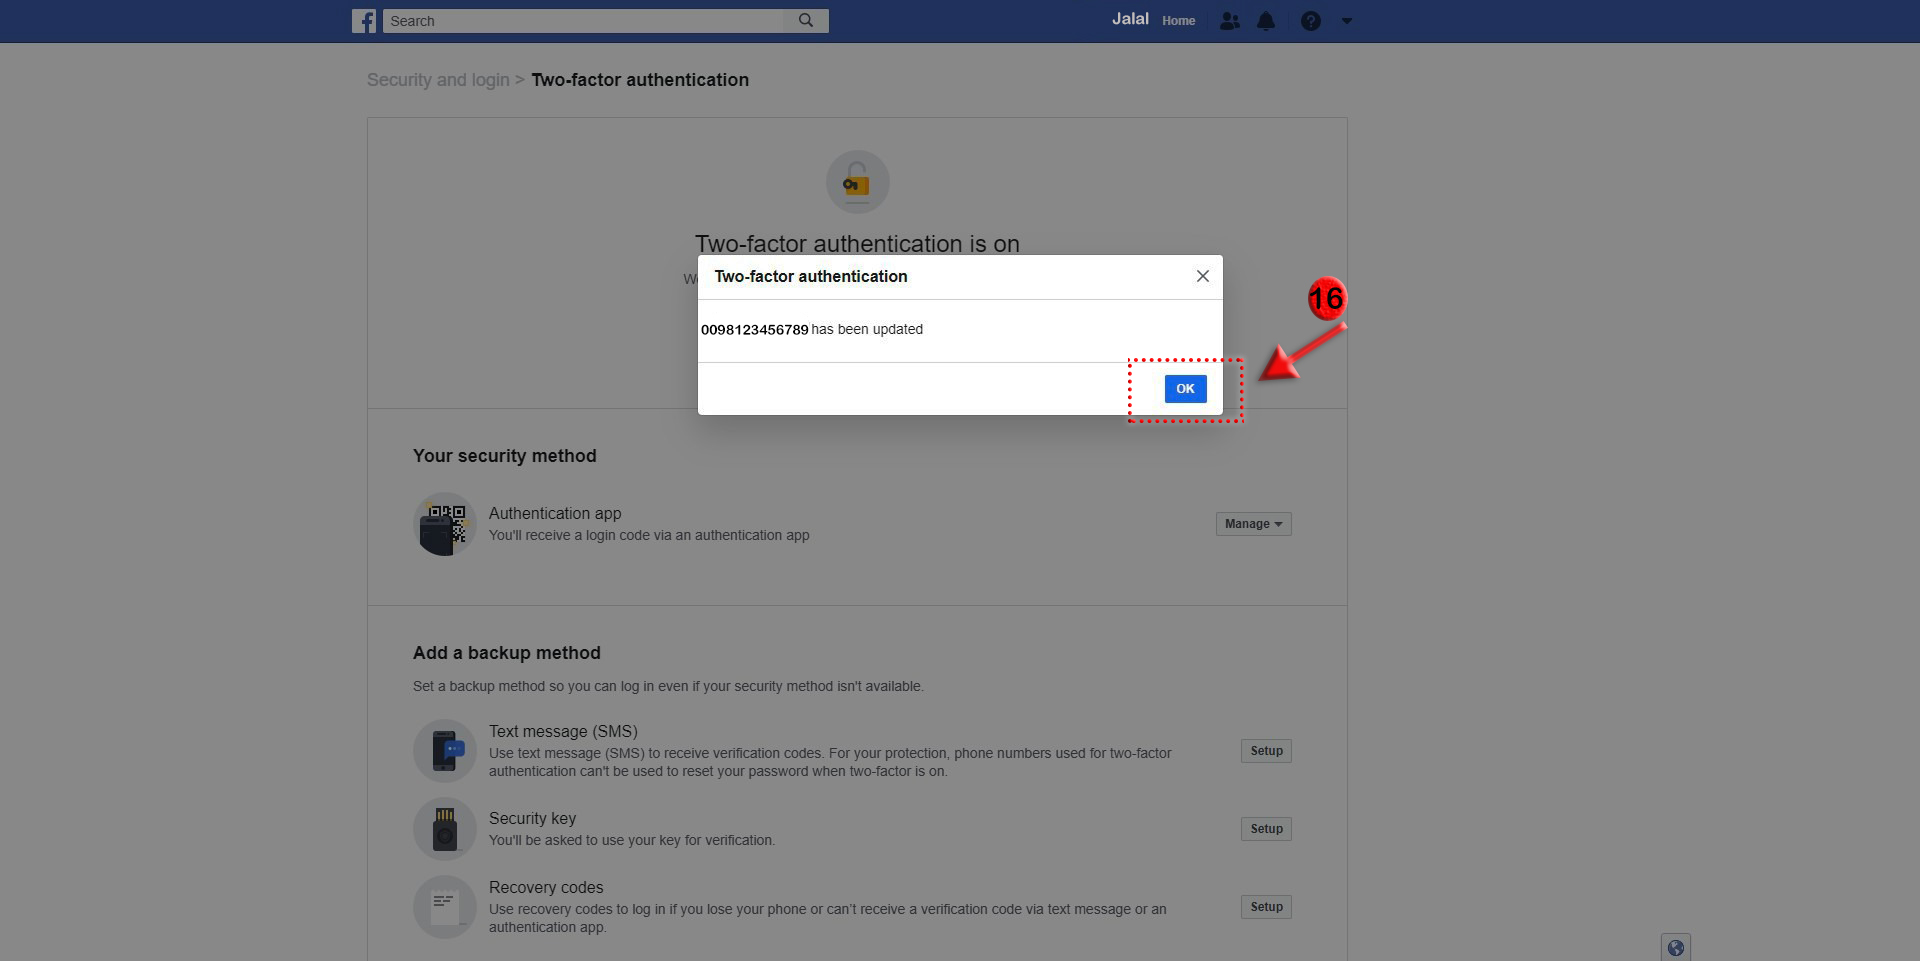 Search
Jalal Home
Security and login > Two-factor authentication
Two-factor authentication is on
Two-factor authentication
0098123456789 has been updated
OK
16
Your security method
Authentication app
You'll receive a login code via an authentication app
Manage
Add a backup method
Set a backup method so you can log in even if your security method isn't available.
Text message (SMS)
Use text message (SMS) to receive verification codes. For your protection, phone numbers used for two-factor
authentication can't be used to reset your password when two-factor is on.
Setup
Security key
You'll be asked to use your key for verification.
Setup
Recovery codes
Use recovery codes to log in if you lose your phone or can't receive a verification code via text message or an
authentication app.
Setup